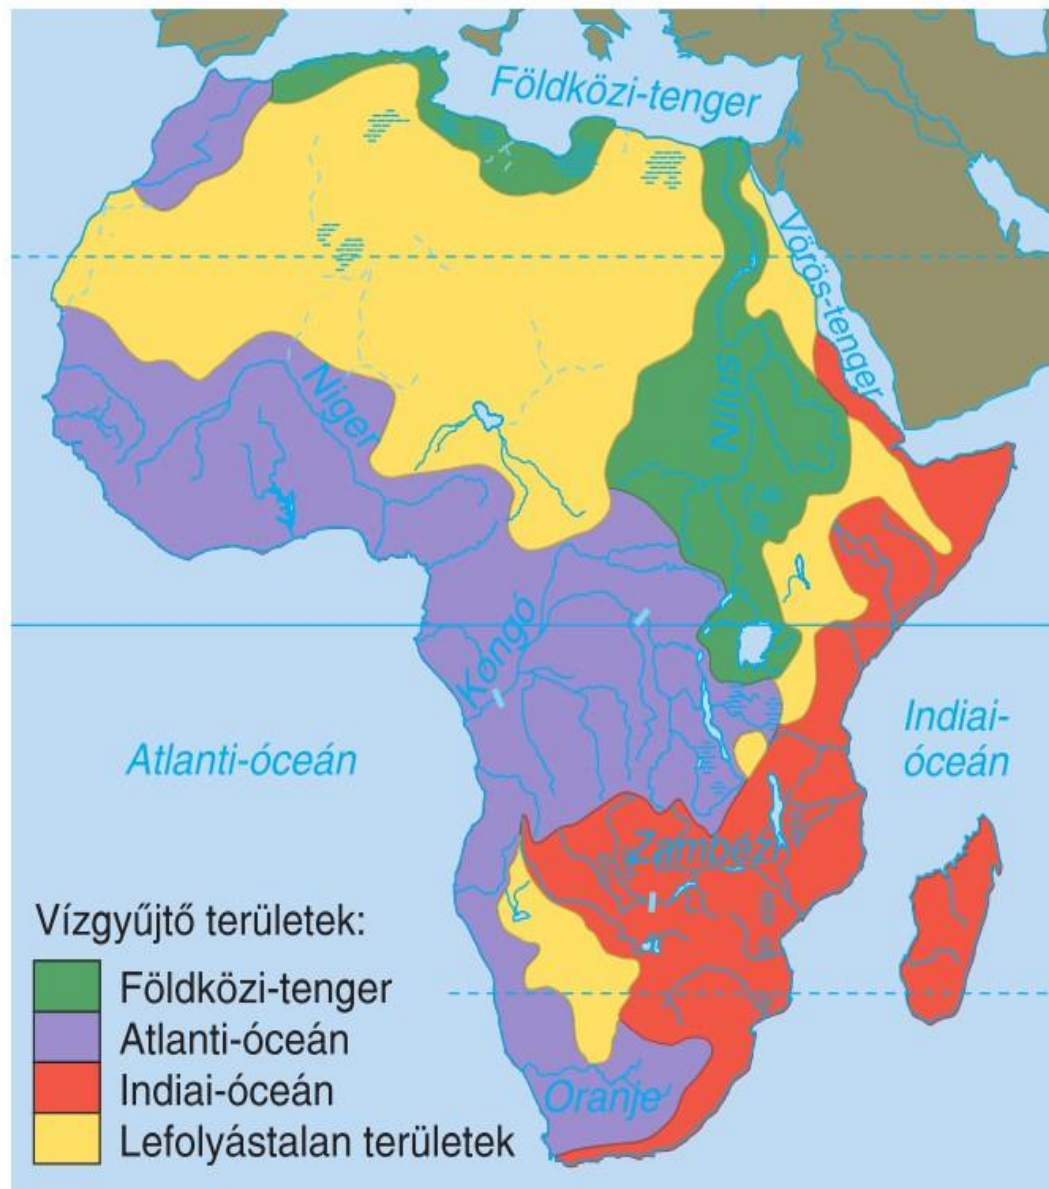 Földközi-tenger
Vörös-tenger
Nílus
Niger
Kongó
Atlanti-óceán
Indiai-
óceán
Zambézi
Oranje
Vízgyűjtő területek:
Földközi-tenger
Atlanti-óceán
Indiai-óceán
Lefolyástalan területek